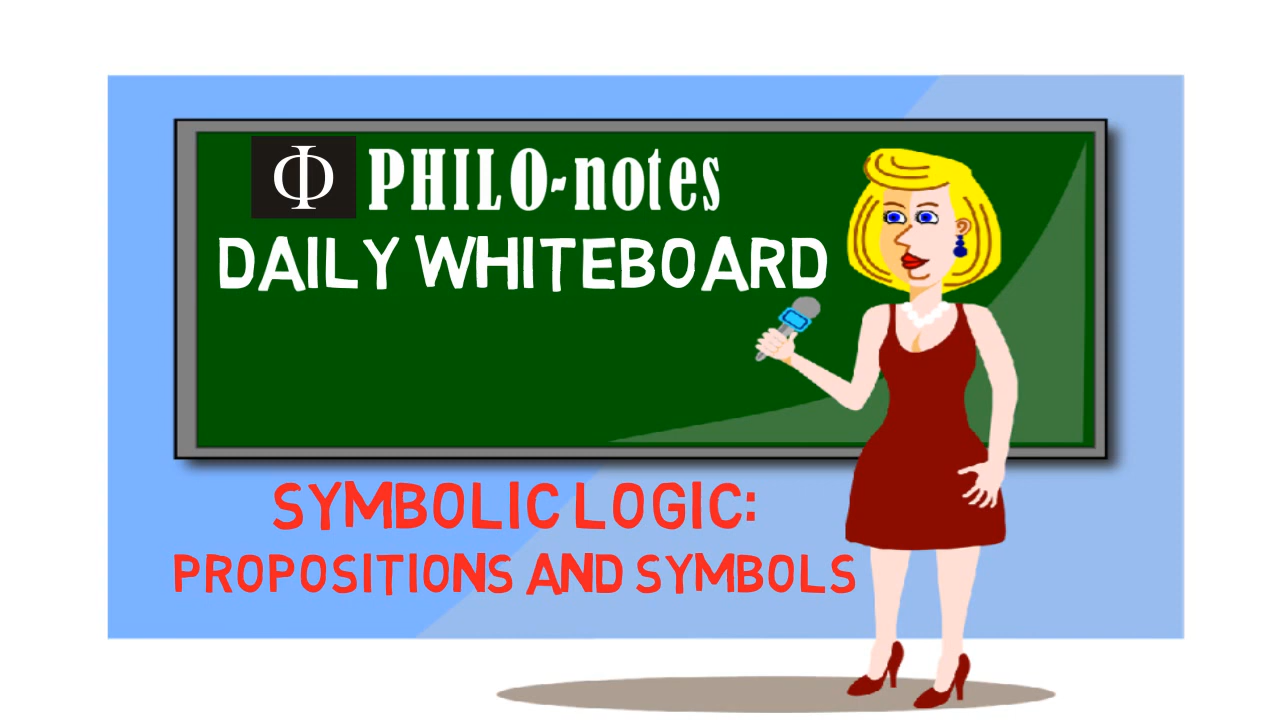 Φ PHILO-notes
DAILY WHITEBOARD
SYMBOLIC LOGIC:
PROPOSITIONS AND SYMBOLS